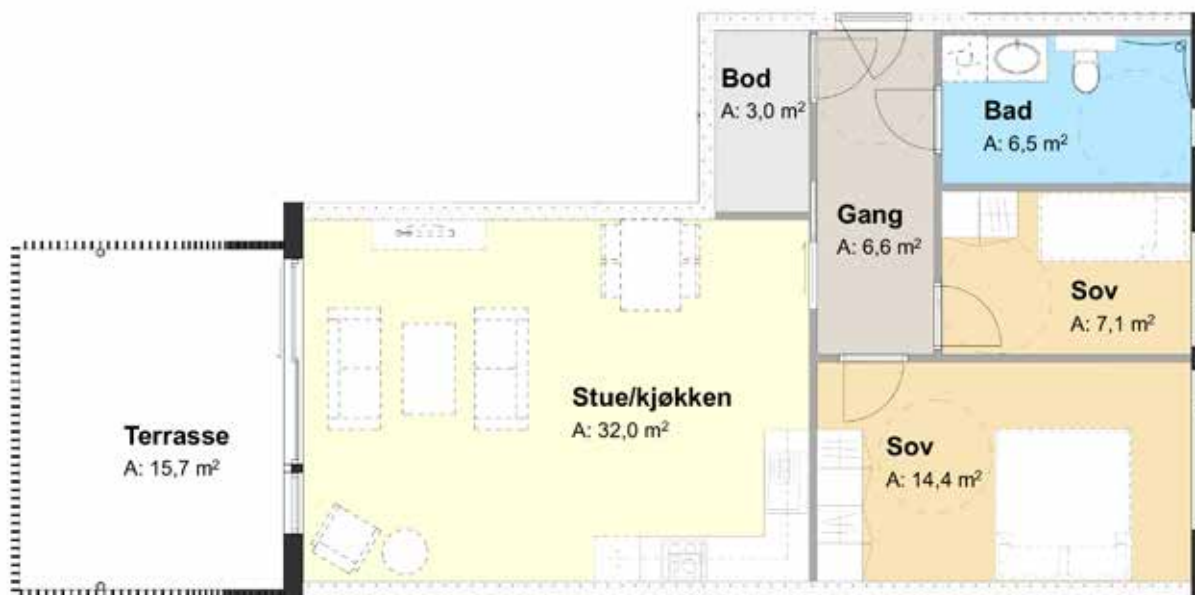 Bod
A: 3,0 m²
Bad
A: 6,5 m²
Gang
A: 6,6 m²
Sov
A: 7,1 m²
Stue/kjøkken
A: 32,0 m²
Terrasse
A: 15,7 m²
Sov
A: 14,4 m²